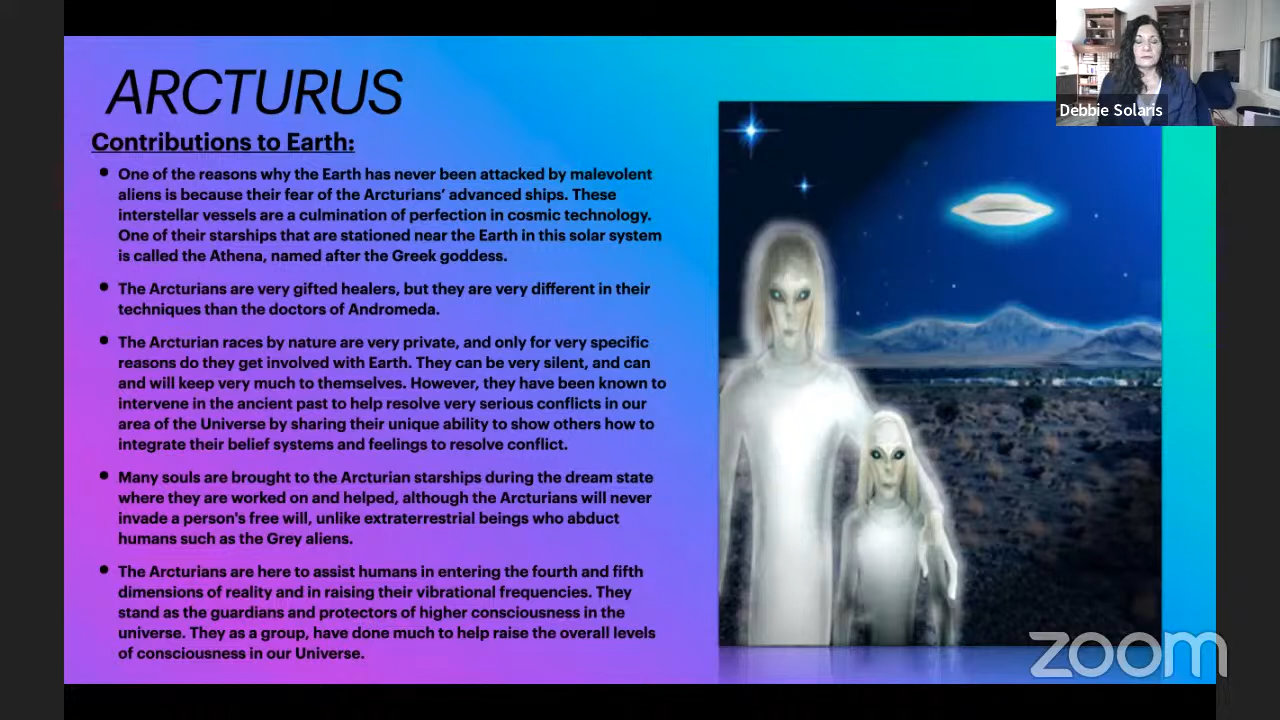 Debbie Solaris
ARCTURUS
Contributions to Earth:
• One of the reasons why the Earth has never been attacked by malevolent
aliens is because their fear of the Arcturians’ advanced ships. These
interstellar vessels are a culmination of perfection in cosmic technology.
One of their starships that are stationed near the Earth in this solar system
is called the Athena, named after the Greek goddess.
• The Arcturians are very gifted healers, but they are very different in their
techniques than the doctors of Andromeda.
• The Arcturian races by nature are very private, and only for very specific
reasons do they get involved with Earth. They can be very silent, and can
and will keep very much to themselves. However, they have been known to
intervene in the ancient past to help resolve very serious conflicts in our
area of the Universe by sharing their unique ability to show others how to
integrate their belief systems and feelings to resolve conflict.
• Many souls are brought to the Arcturian starships during the dream state
where they are worked on and helped, although the Arcturians will never
invade a person's free will, unlike extraterrestrial beings who abduct
humans such as the Grey aliens.
• The Arcturians are here to assist humans in entering the fourth and fifth
dimensions of reality and in raising their vibrational frequencies. They
stand as the guardians and protectors of higher consciousness in the
universe. They as a group, have done much to help raise the overall levels
of consciousness in our Universe.
zoom